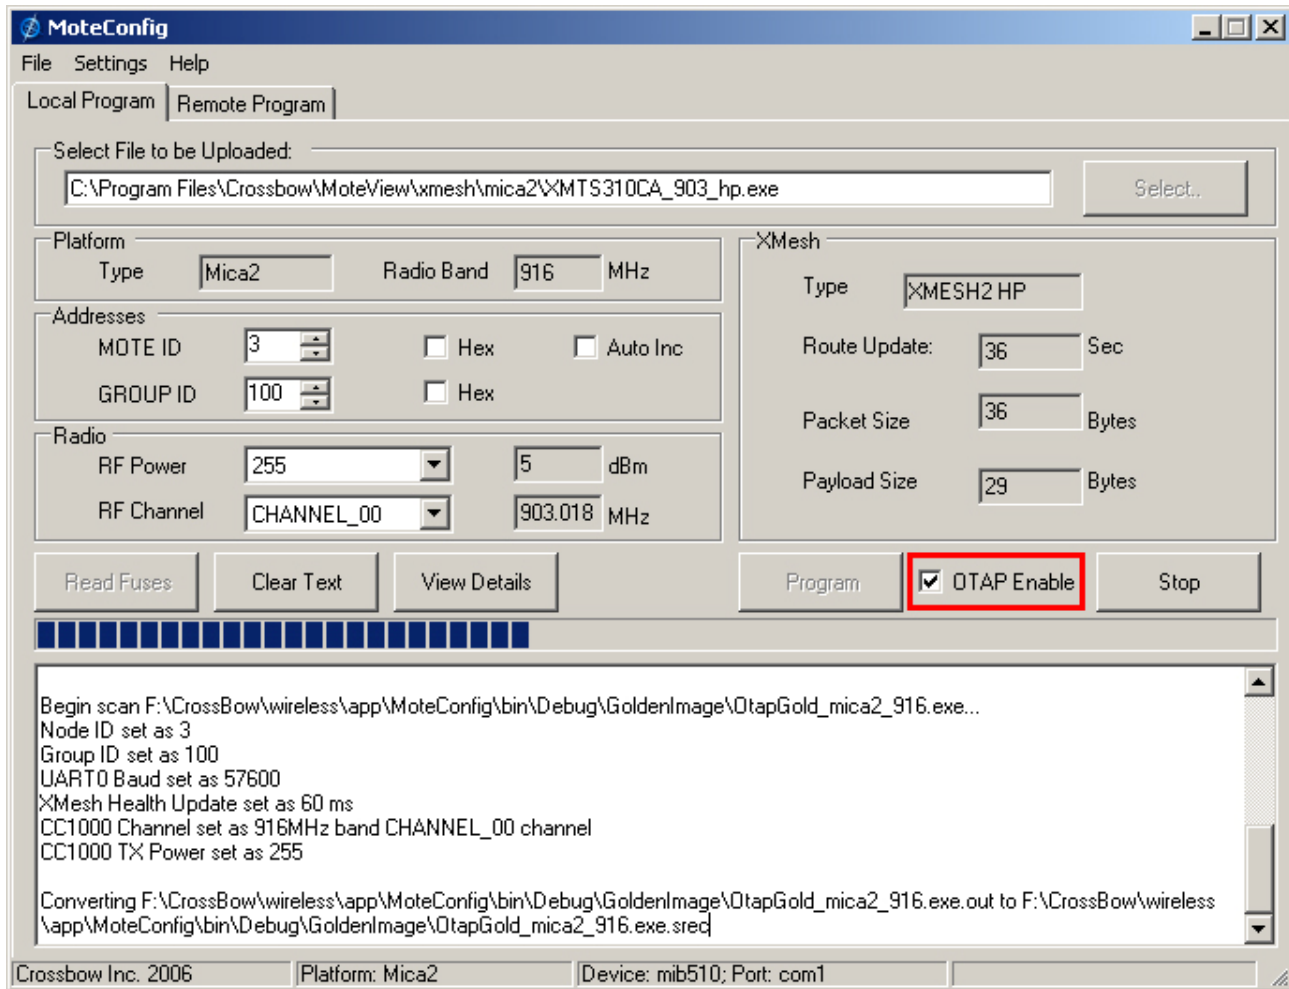 MoteConfig
File Settings Help
Local Program Remote Program
Select File to be Uploaded:
C:\Program Files\Crossbow\MoteView\xmesh\mica2\XMTS310CA_903_hp.exe Select..
Platform
Type Mica2 Radio Band 916 MHz
XMesh
Type XMESH2 HP
Route Update: 36 Sec
Packet Size 36 Bytes
Payload Size 29 Bytes
Addresses
MOTE ID 3 Hex Auto Inc
GROUP ID 100 Hex
Radio
RF Power 255 5 dBm
RF Channel CHANNEL_00 903.018 MHz
Read Fuses Clear Text View Details Program OTAP Enable Stop
Begin scan F:\CrossBow\wireless\app\MoteConfig\bin\Debug\GoldenImage\OtapGold_mica2_916.exe...
Node ID set as 3
Group ID set as 100
UART0 Baud set as 57600
XMesh Health Update set as 60 ms
CC1000 Channel set as 916MHz band CHANNEL_00 channel
CC1000 TX Power set as 255
Converting F:\CrossBow\wireless\app\MoteConfig\bin\Debug\GoldenImage\OtapGold_mica2_916.exe.out to F:\CrossBow\wireless
\app\MoteConfig\bin\Debug\GoldenImage\OtapGold_mica2_916.exe.srec
Crossbow Inc. 2006 Platform: Mica2 Device: mib510; Port: com1